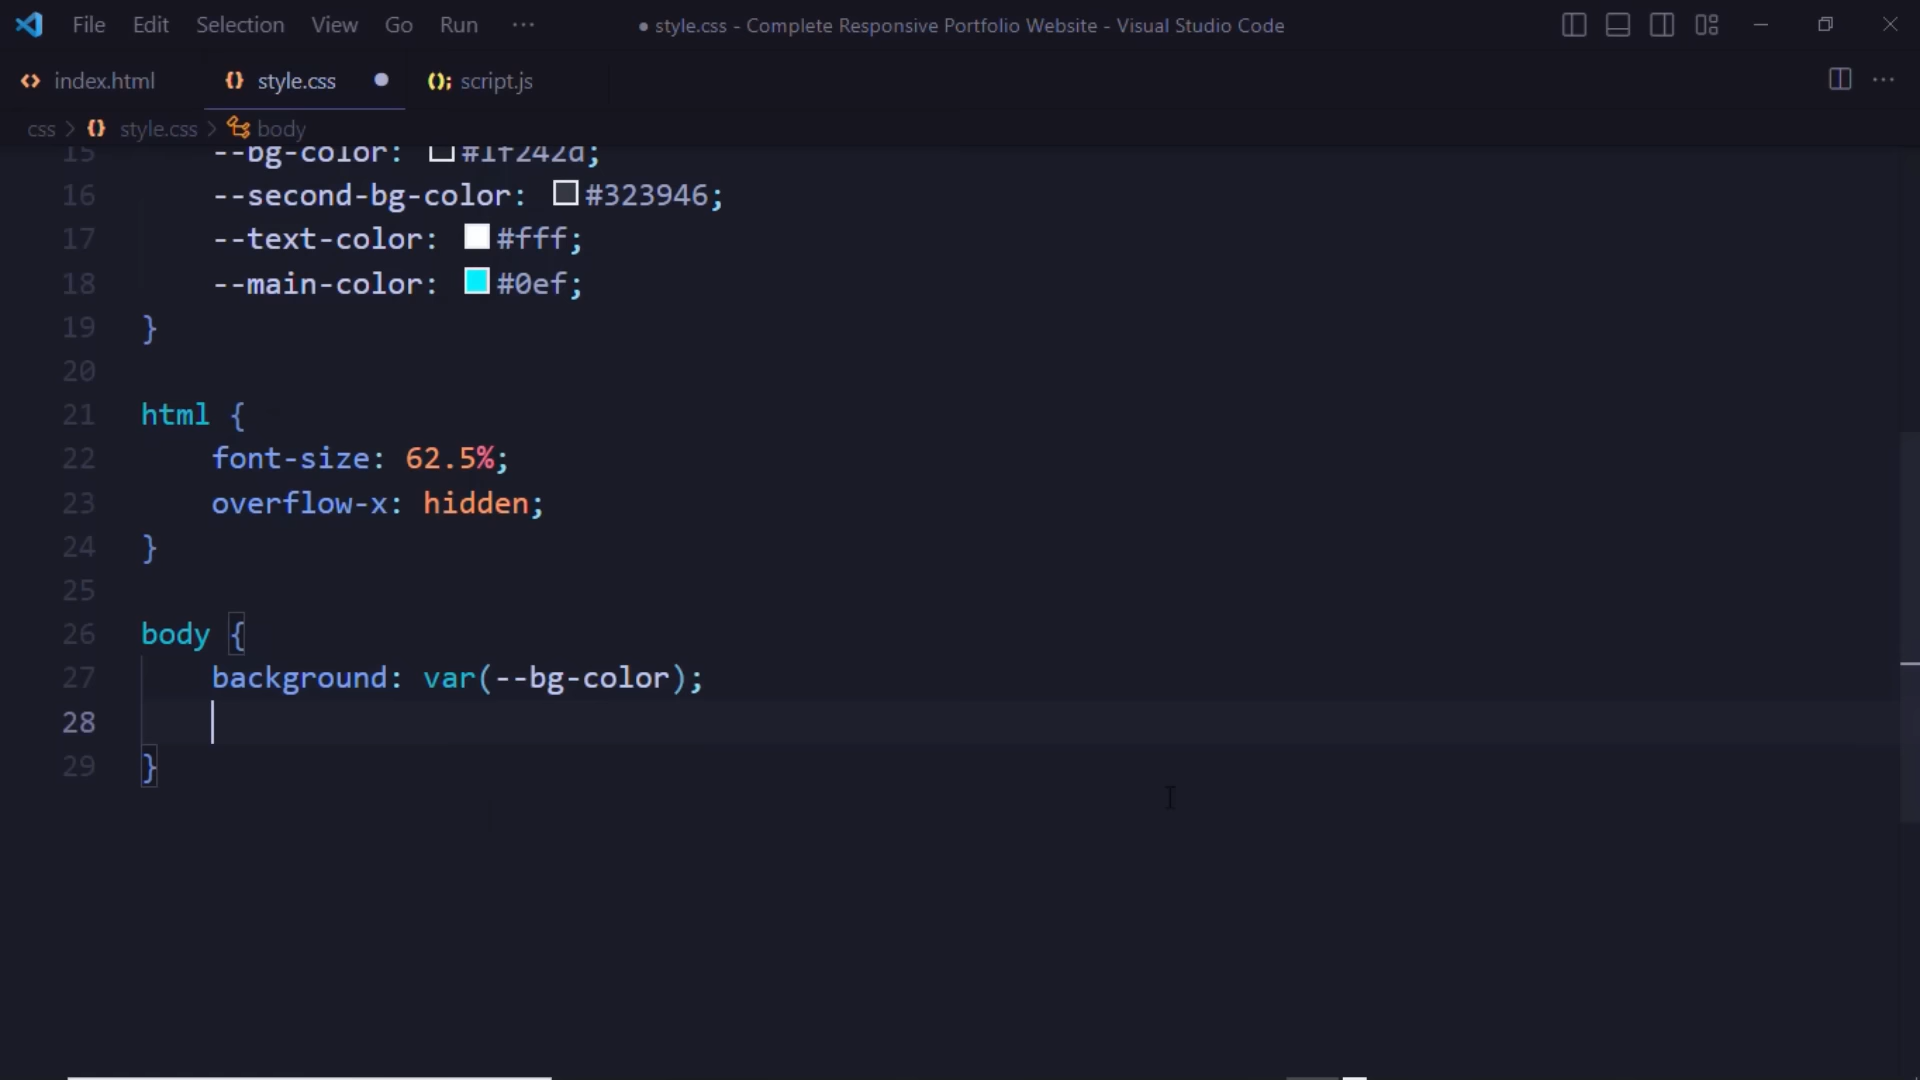 File Edit Selection View Go Run ··· ● style.css - Complete Responsive Portfolio Website - Visual Studio Code
index.html {} style.css ● (); script.js
css > {} style.css > body
15 --bg-color: #1f242d;
16 --second-bg-color: #323946;
17 --text-color: #fff;
18 --main-color: #0ef;
19 }
20
21 html {
22 font-size: 62.5%;
23 overflow-x: hidden;
24 }
25
26 body {
27 background: var(--bg-color);
28
29 }